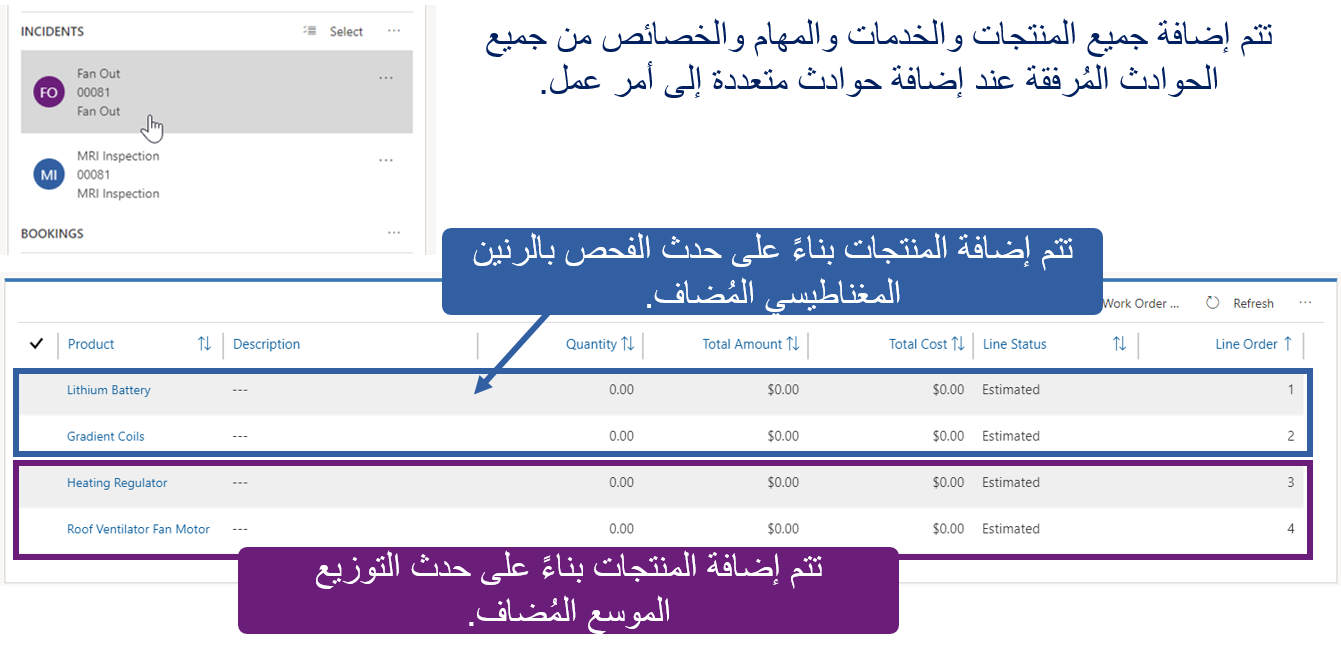 تتم إضافة جميع المنتجات والخدمات والمهام والخصائص من جميع
الحوادث المُرفقة عند إضافة حوادث متعددة إلى أمر عمل.
INCIDENTS Select ...
Fan Out ...
FO 00081
Fan Out
MRI Inspection ...
MI 00081
MRI Inspection
BOOKINGS ...
تتم إضافة المنتجات بناءً على حدث الفحص بالرنين
المغناطيسي المُضاف.
Work Order ... Refresh ...
Product Description Quantity Total Amount Total Cost Line Status Line Order
Lithium Battery --- 0.00 $0.00 $0.00 Estimated 1
Gradient Coils --- 0.00 $0.00 $0.00 Estimated 2
Heating Regulator --- 0.00 $0.00 $0.00 Estimated 3
Roof Ventilator Fan Motor --- 0.00 $0.00 $0.00 Estimated 4
تتم إضافة المنتجات بناءً على حدث التوزيع
الموسع المُضاف.